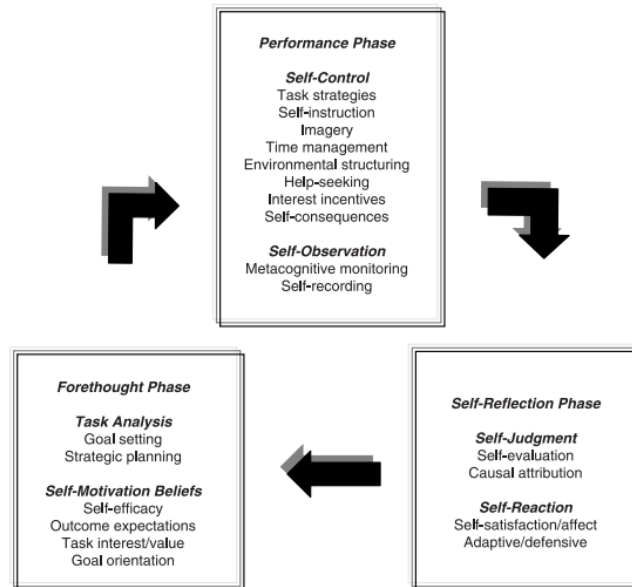 Performance Phase
Self-Control
Task strategies
Self-instruction
Imagery
Time management
Environmental structuring
Help-seeking
Interest incentives
Self-consequences
Self-Observation
Metacognitive monitoring
Self-recording
Forethought Phase
Task Analysis
Goal setting
Strategic planning
Self-Motivation Beliefs
Self-efficacy
Outcome expectations
Task interest/value
Goal orientation
Self-Reflection Phase
Self-Judgment
Self-evaluation
Causal attribution
Self-Reaction
Self-satisfaction/affect
Adaptive/defensive